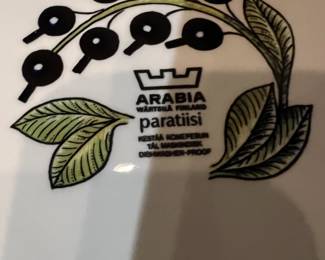 ARABIA
WÄRTSILÄ FINLAND
paratiisi
KESTÄÄ KONEPESUN
TÅL MASKINDISK
DISHWASHER-PROOF